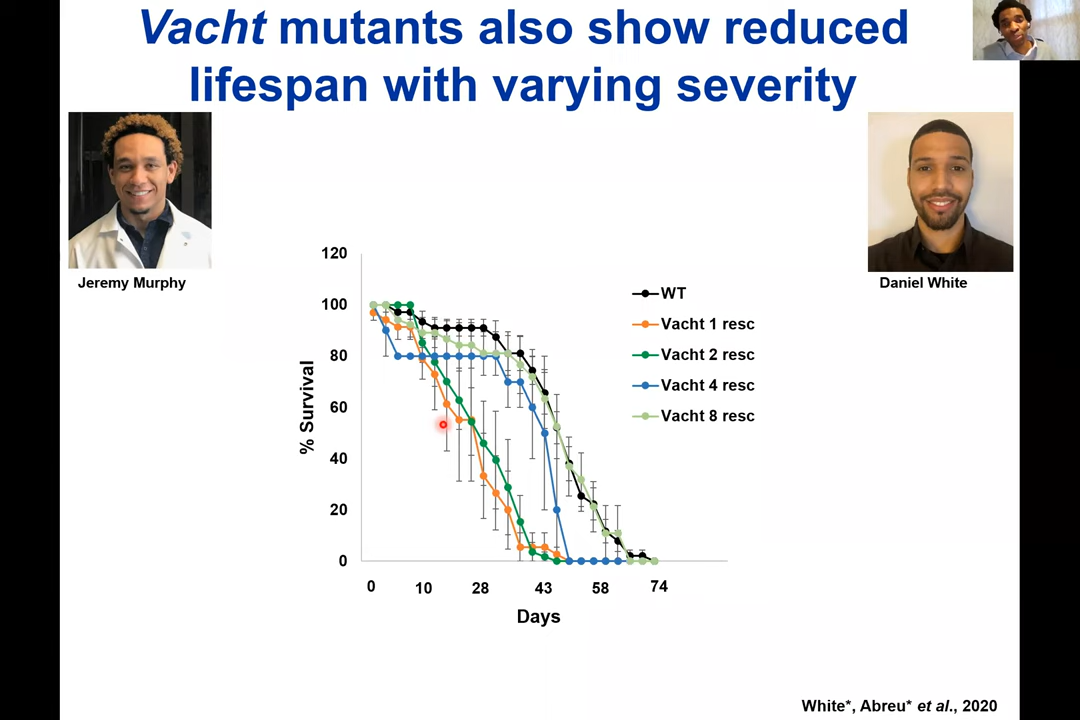 Vacht mutants also show reduced
lifespan with varying severity
Jeremy Murphy
Daniel White
120
100
80
60
40
20
0
% Survival
0 10 28 43 58 74
Days
WT
Vacht 1 resc
Vacht 2 resc
Vacht 4 resc
Vacht 8 resc
White*, Abreu* et al., 2020